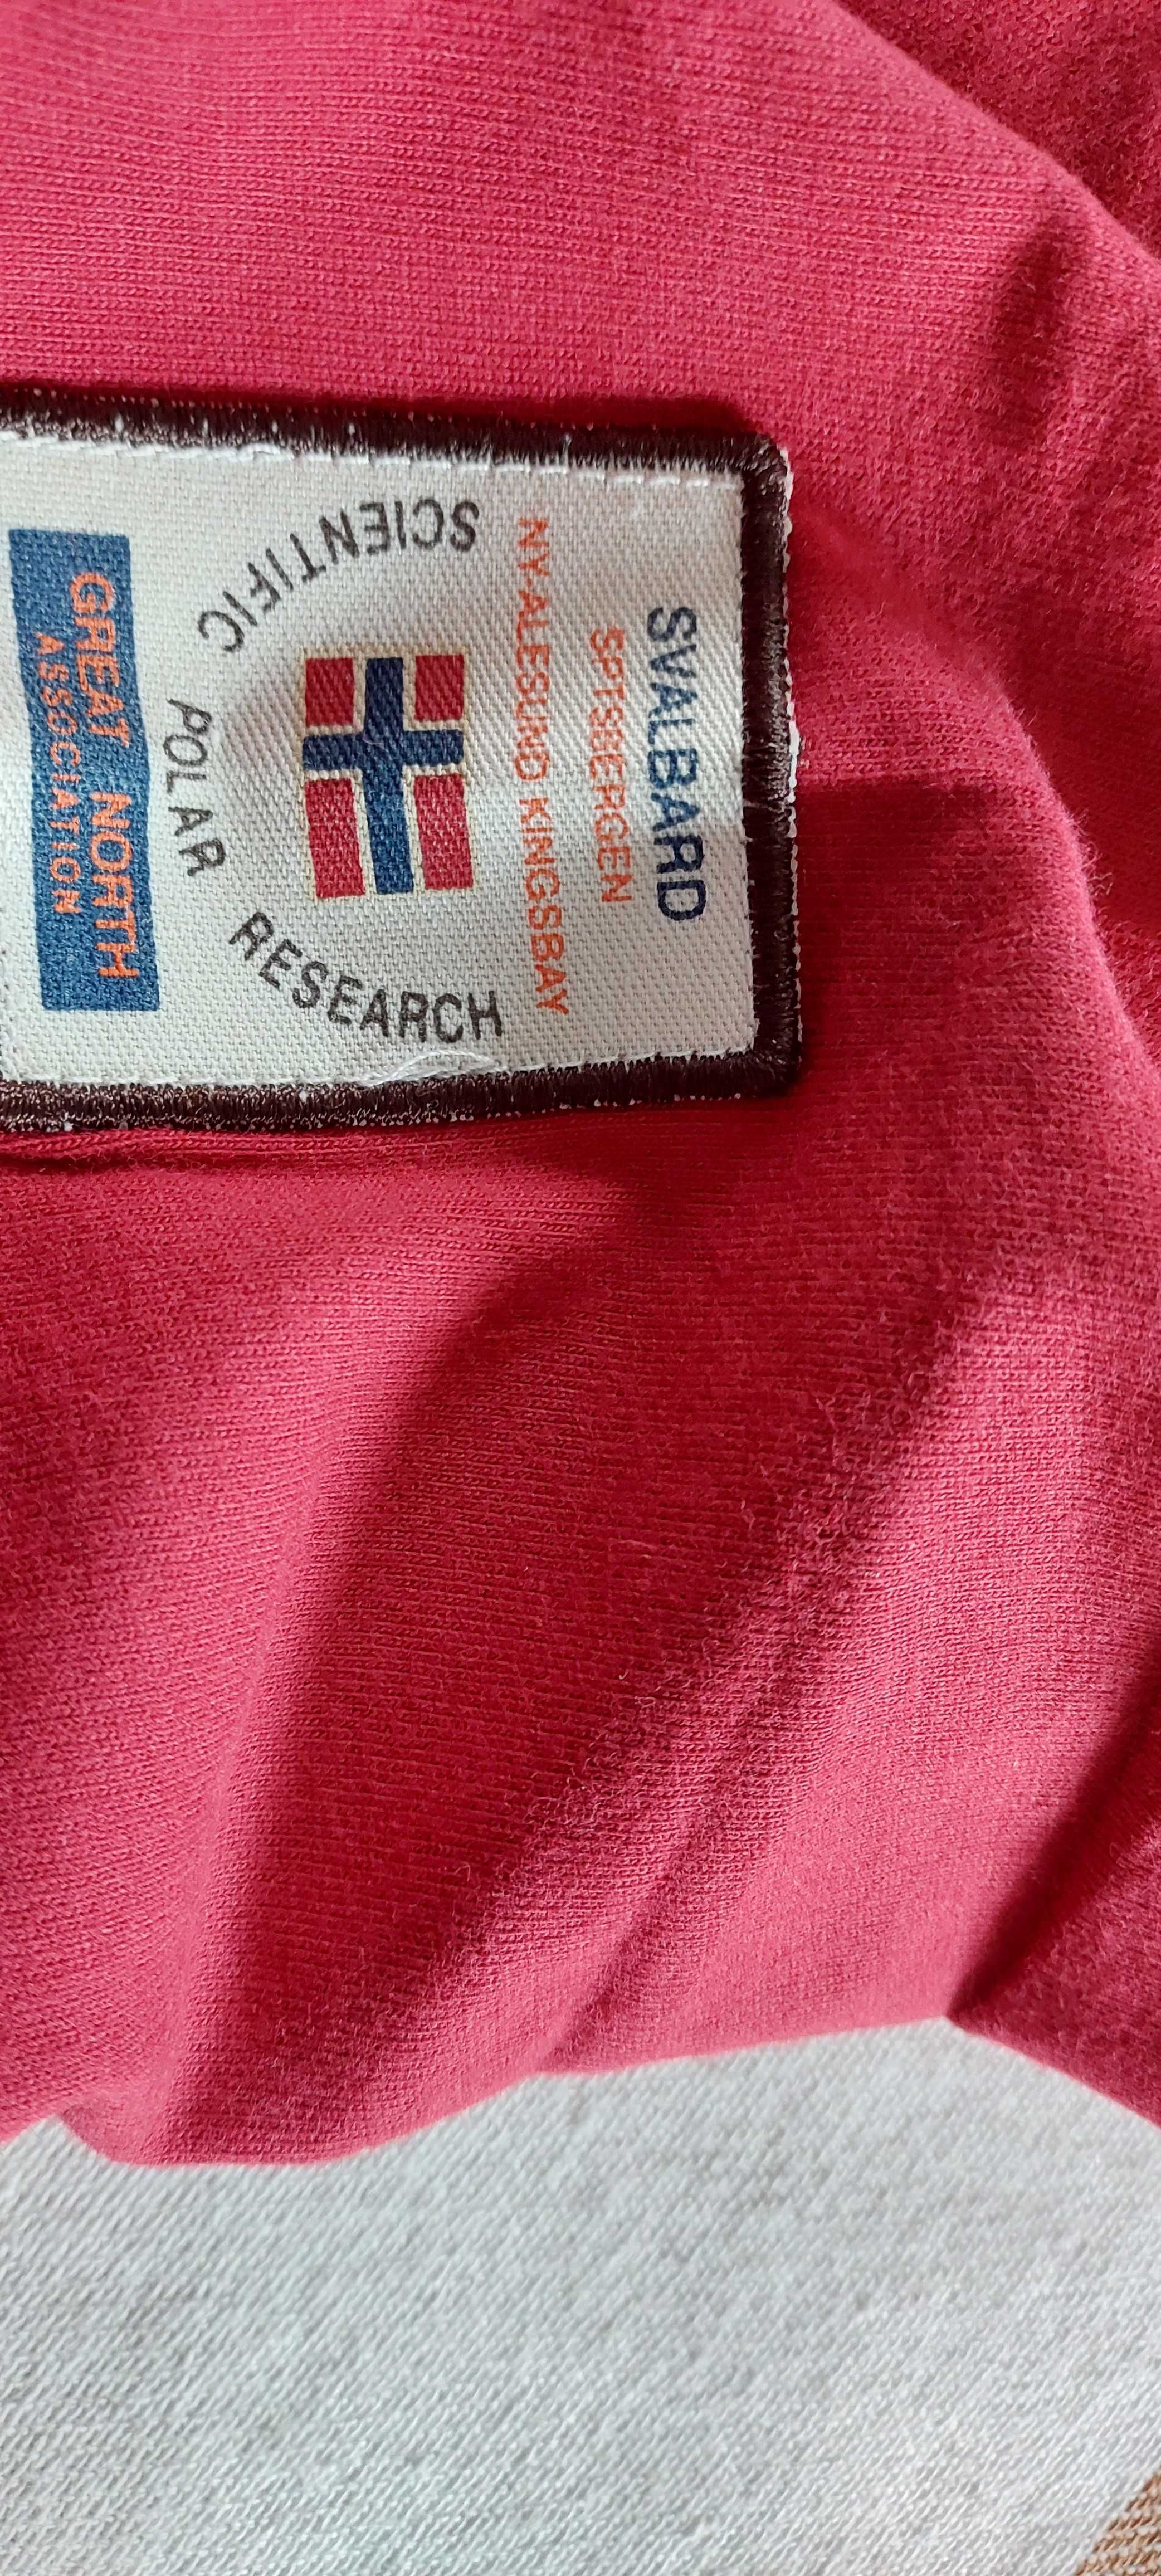 SVALBARD
SPTSBERGEN
NY-ALESUND KINGSBAY
SCIENTIFIC POLAR RESEARCH
GREAT NORTH
ASSOCIATION